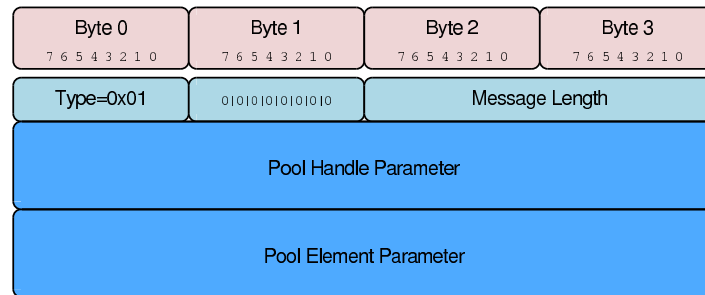 Byte 0 Byte 1 Byte 2 Byte 3
7 6 5 4 3 2 1 0 7 6 5 4 3 2 1 0 7 6 5 4 3 2 1 0 7 6 5 4 3 2 1 0
Type=0x01 0|0|0|0|0|0|0|0 Message Length
Pool Handle Parameter
Pool Element Parameter